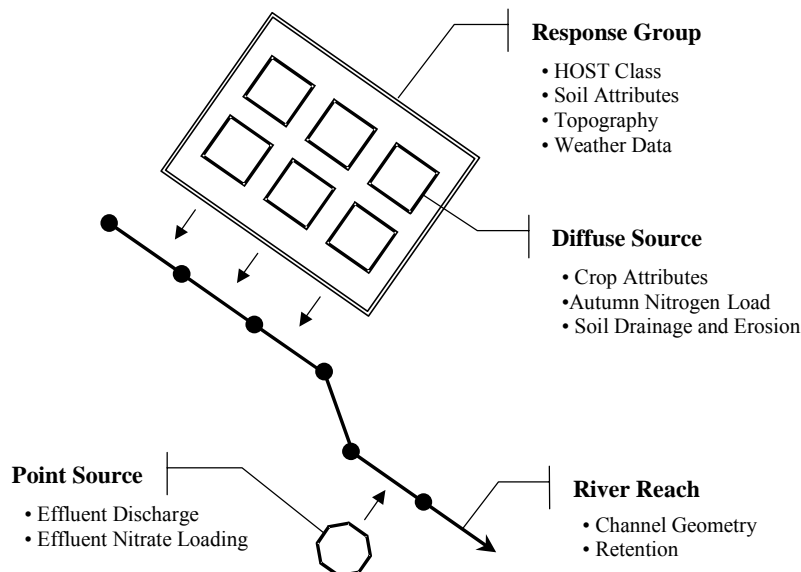 Response Group
• HOST Class
• Soil Attributes
• Topography
• Weather Data
Diffuse Source
• Crop Attributes
•Autumn Nitrogen Load
• Soil Drainage and Erosion
Point Source
• Effluent Discharge
• Effluent Nitrate Loading
River Reach
• Channel Geometry
• Retention